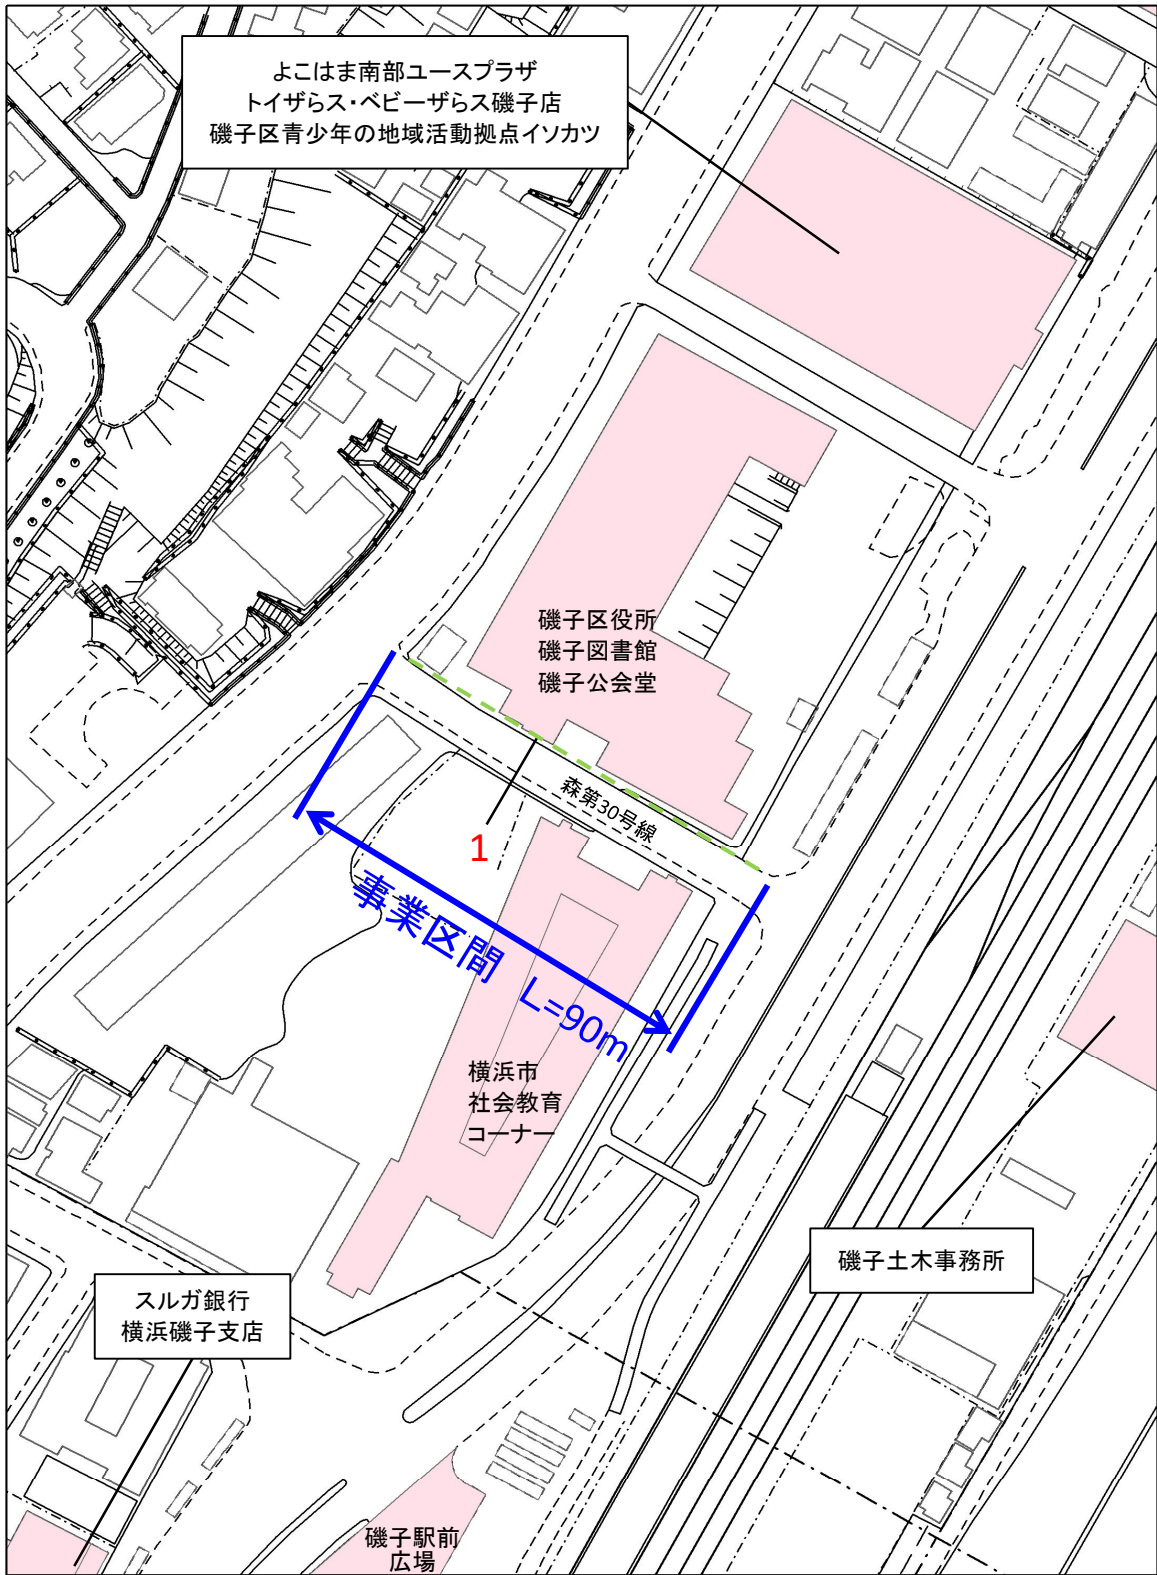 よこはま南部ユースプラザ
トイザらス・ベビーザらス磯子店
磯子区青少年の地域活動拠点イソカツ
磯子区役所
磯子図書館
磯子公会堂
森第30号線
1
事業区間 L=90m
横浜市
社会教育
コーナー
磯子土木事務所
スルガ銀行
横浜磯子支店
磯子駅前
広場